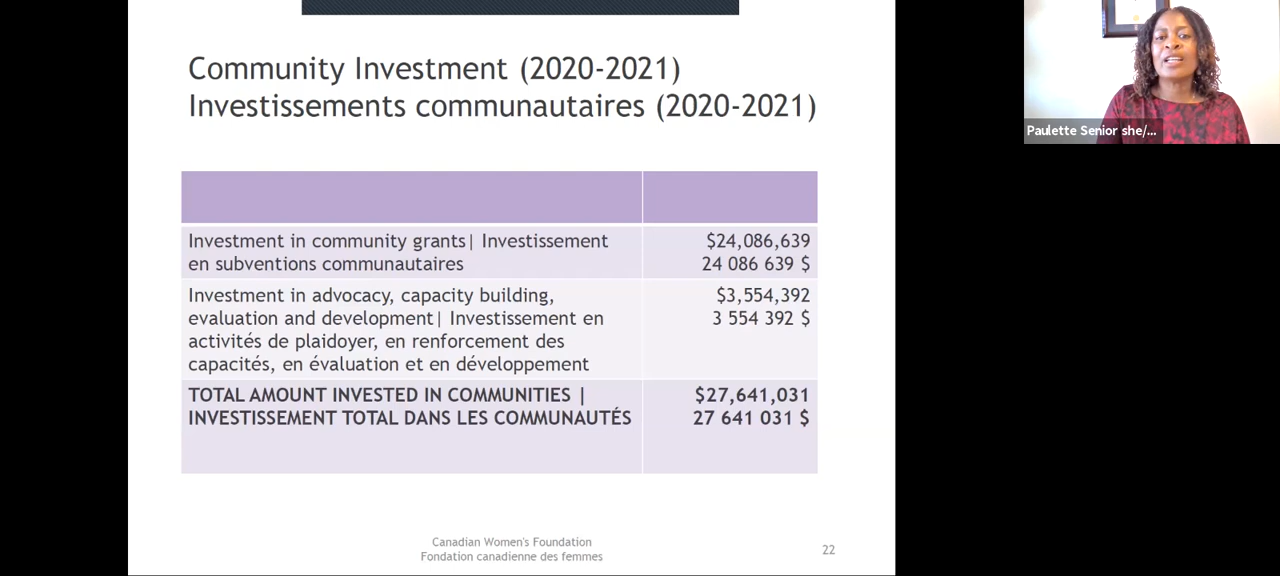 Community Investment (2020-2021)
Investissements communautaires (2020-2021)
Investment in community grants| Investissement
en subventions communautaires
$24,086,639
24 086 639 $
Investment in advocacy, capacity building,
evaluation and development| Investissement en
activités de plaidoyer, en renforcement des
capacités, en évaluation et en développement
$3,554,392
3 554 392 $
TOTAL AMOUNT INVESTED IN COMMUNITIES |
INVESTISSEMENT TOTAL DANS LES COMMUNAUTÉS
$27,641,031
27 641 031 $
Canadian Women's Foundation
Fondation canadienne des femmes
22
Paulette Senior she/...